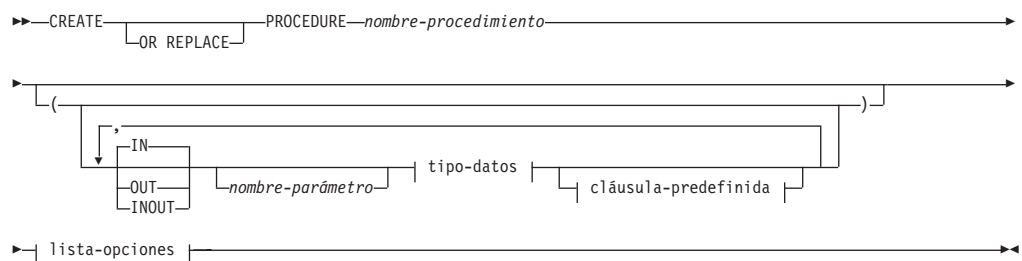 CREATE OR REPLACE PROCEDURE nombre-procedimiento
( )
,
IN
OUT
INOUT
nombre-parámetro
tipo-datos
cláusula-predefinida
lista-opciones